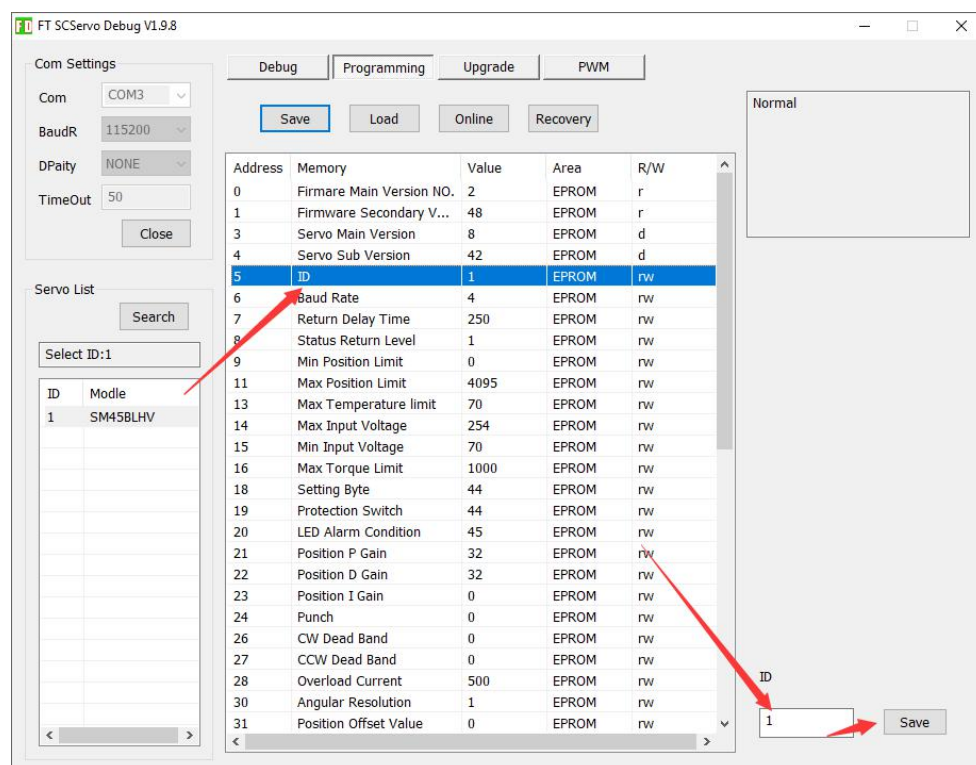 FD FT SCServo Debug V1.9.8
Com Settings
Com COM3
BaudR 115200
DPaity NONE
TimeOut 50
Close
Servo List
Search
Select ID:1
ID Modle
1 SM45BLHV
Debug Programming Upgrade PWM
Save Load Online Recovery
Address Memory Value Area R/W
0 Firmare Main Version NO. 2 EPROM r
1 Firmware Secondary V... 48 EPROM r
3 Servo Main Version 8 EPROM d
4 Servo Sub Version 42 EPROM d
5 ID 1 EPROM rw
6 Baud Rate 4 EPROM rw
7 Return Delay Time 250 EPROM rw
8 Status Return Level 1 EPROM rw
9 Min Position Limit 0 EPROM rw
11 Max Position Limit 4095 EPROM rw
13 Max Temperature limit 70 EPROM rw
14 Max Input Voltage 254 EPROM rw
15 Min Input Voltage 70 EPROM rw
16 Max Torque Limit 1000 EPROM rw
18 Setting Byte 44 EPROM rw
19 Protection Switch 44 EPROM rw
20 LED Alarm Condition 45 EPROM rw
21 Position P Gain 32 EPROM rw
22 Position D Gain 32 EPROM rw
23 Position I Gain 0 EPROM rw
24 Punch 0 EPROM rw
26 CW Dead Band 0 EPROM rw
27 CCW Dead Band 0 EPROM rw
28 Overload Current 500 EPROM rw
30 Angular Resolution 1 EPROM rw
31 Position Offset Value 0 EPROM rw
Normal
ID
1 Save